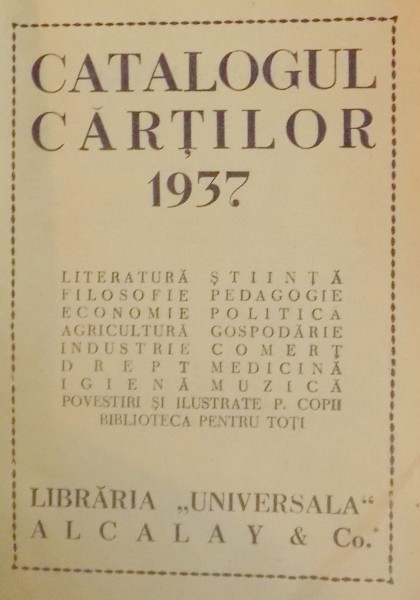 CATALOGUL
CĂRȚILOR
1937
LITERATURĂ ȘTIINȚĂ
FILOSOFIE PEDAGOGIE
ECONOMIE POLITICA
AGRICULTURĂ GOSPODĂRIE
INDUSTRIE COMERȚ
DREPT MEDICINĂ
IGIENĂ MUZICĂ
POVESTIRI ȘI ILUSTRATE P. COPII
BIBLIOTECA PENTRU TOȚI
LIBRĂRIA „UNIVERSALA“
ALCALAY & Co.